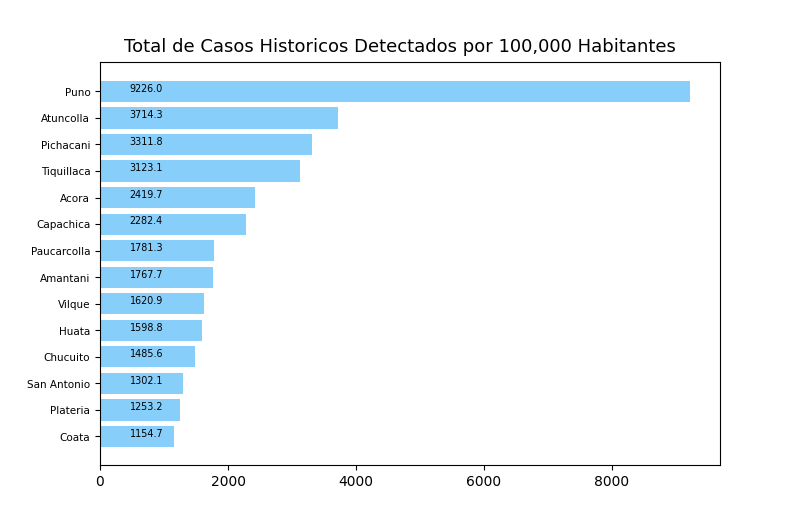 Total de Casos Historicos Detectados por 100,000 Habitantes
Puno 9226.0
Atuncolla 3714.3
Pichacani 3311.8
Tiquillaca 3123.1
Acora 2419.7
Capachica 2282.4
Paucarcolla 1781.3
Amantani 1767.7
Vilque 1620.9
Huata 1598.8
Chucuito 1485.6
San Antonio 1302.1
Plateria 1253.2
Coata 1154.7
0 2000 4000 6000 8000